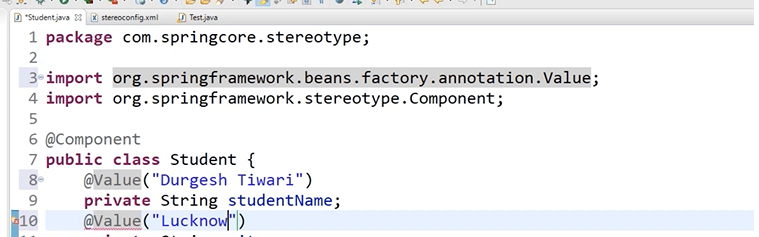 *Student.java
stereoconfig.xml
Test.java
1 package com.springcore.stereotype;
2
3 import org.springframework.beans.factory.annotation.Value;
4 import org.springframework.stereotype.Component;
5
6 @Component
7 public class Student {
8 @Value("Durgesh Tiwari")
9 private String studentName;
10 @Value("Lucknow")